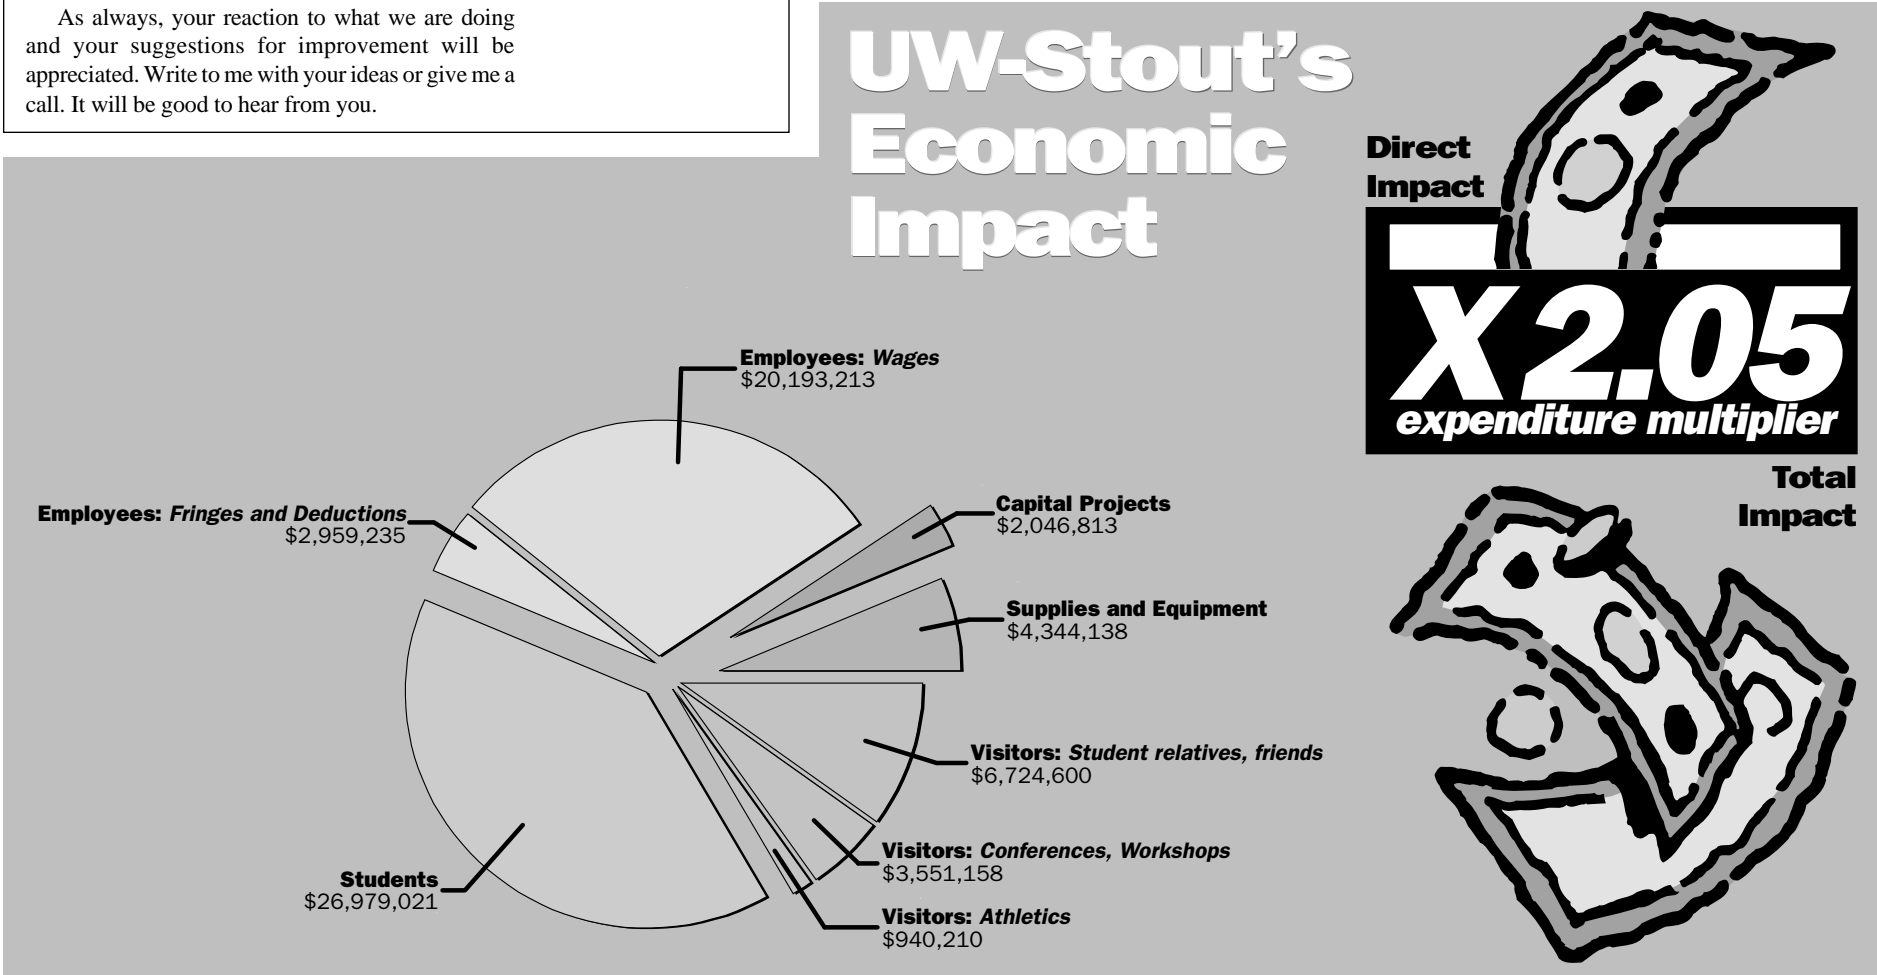 As always, your reaction to what we are doing
and your suggestions for improvement will be
appreciated. Write to me with your ideas or give me a
call. It will be good to hear from you.
UW-Stout's
Economic
Impact
Direct
Impact
X 2.05
expenditure multiplier
Total
Impact
Employees: Wages
$20,193,213
Employees: Fringes and Deductions
$2,959,235
Capital Projects
$2,046,813
Supplies and Equipment
$4,344,138
Visitors: Student relatives, friends
$6,724,600
Visitors: Conferences, Workshops
$3,551,158
Students
$26,979,021
Visitors: Athletics
$940,210